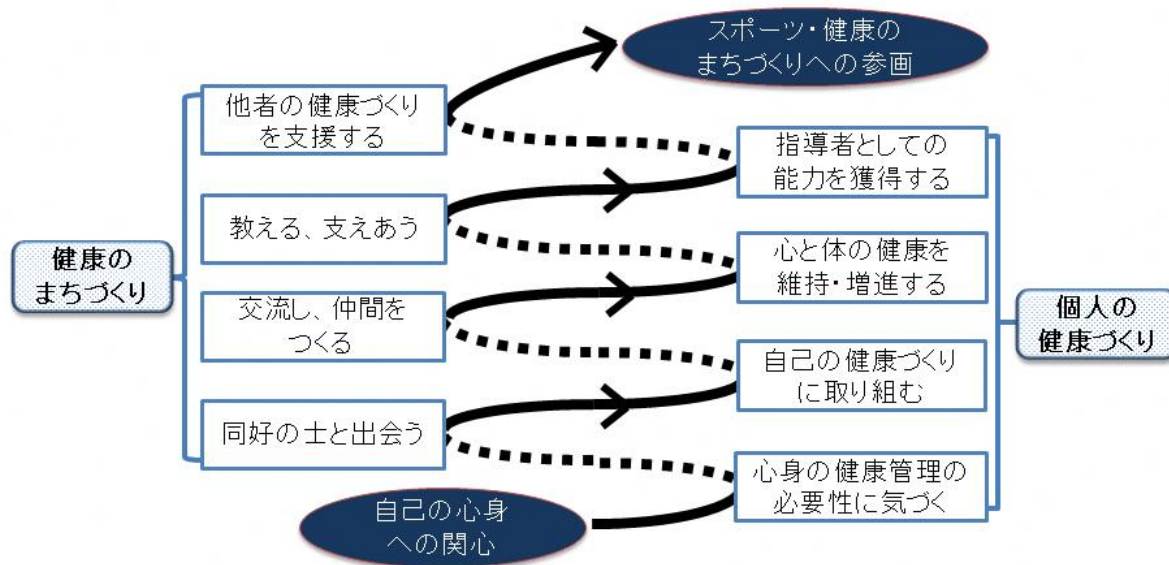 スポーツ・健康の
まちづくりへの参画
他者の健康づくり
を支援する
指導者としての
能力を獲得する
教える、支えあう
心と体の健康を
維持・増進する
健康の
まちづくり
交流し、仲間を
つくる
個人の
健康づくり
自己の健康づくり
に取り組む
同好の士と出会う
心身の健康管理の
必要性に気づく
自己の心身
への関心